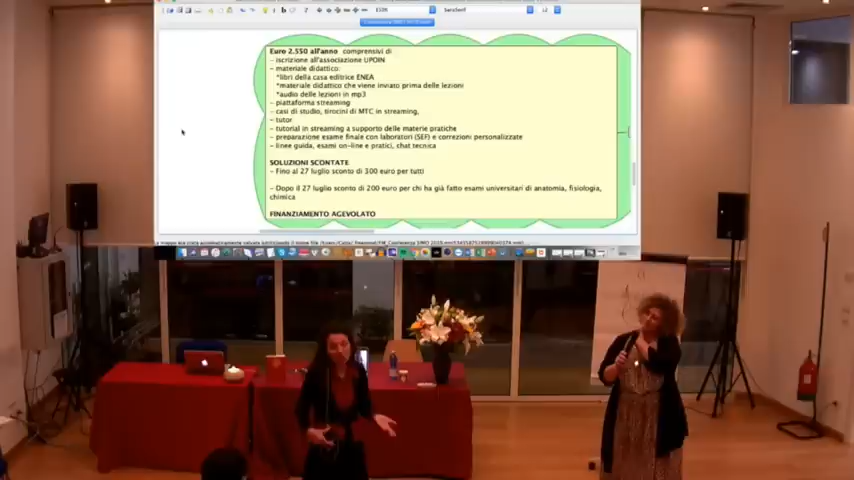 Euro 2.550 all'anno comprensivi di
- iscrizione all'associazione UPOIN
- materiale didattico:
*libri della casa editrice ENEA
*materiale didattico che viene inviato prima delle lezioni
*audio delle lezioni in mp3
- piattaforma streaming
- casi di studio, tirocini di MTC in streaming,
- tutor
- tutorial in streaming a supporto delle materie pratiche
- preparazione esame finale con laboratori (SEF) e correzioni personalizzate
- linee guida, esami on-line e pratici, chat tecnica
SOLUZIONI SCONTATE
- Fino al 27 luglio sconto di 300 euro per tutti
- Dopo il 27 luglio sconto di 200 euro per chi ha già fatto esami universitari di anatomia, fisiologia,
chimica
FINANZIAMENTO AGEVOLATO